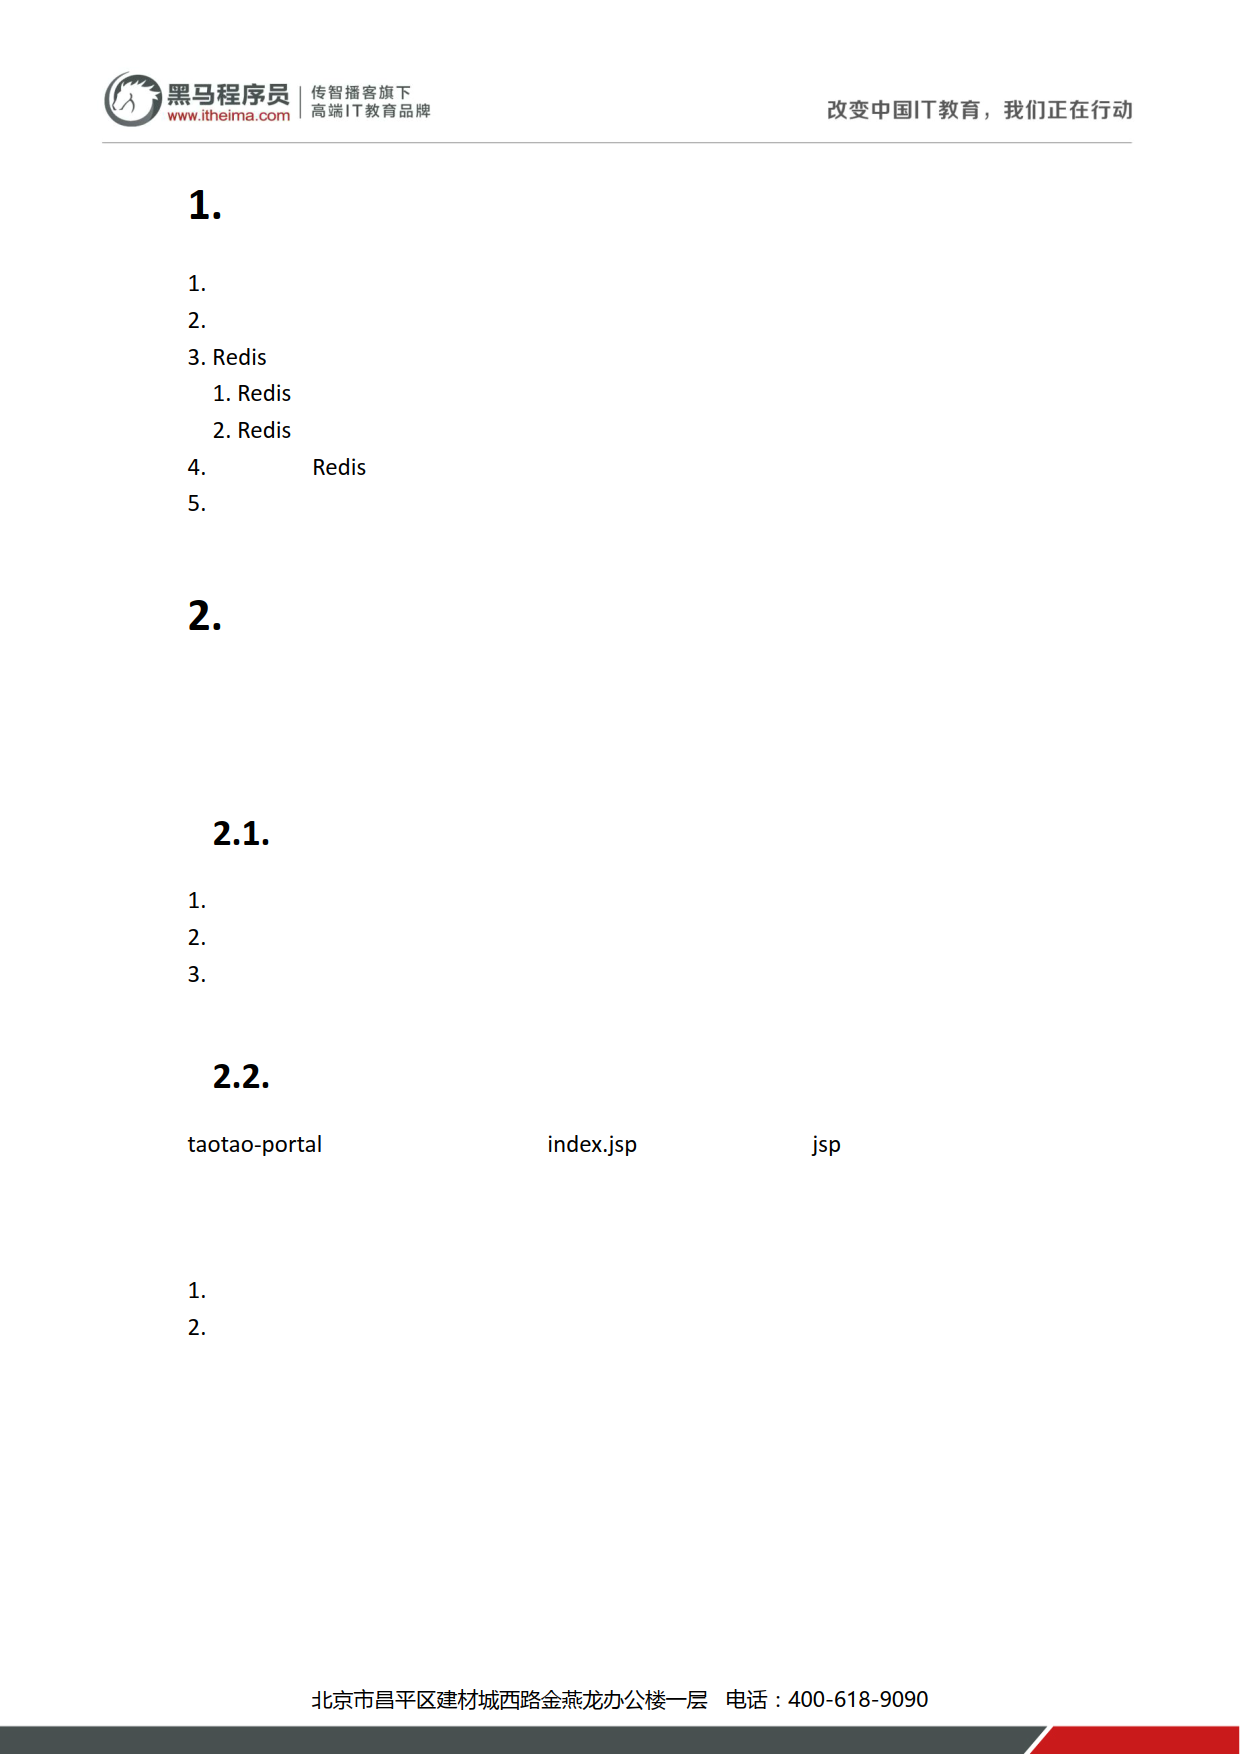 黑马程序员
www.itheima.com
传智播客旗下
高端IT教育品牌
改变中国IT教育，我们正在行动
1.
1.
2.
3. Redis
1. Redis
2. Redis
4. Redis
5.
2.
2.1.
1.
2.
3.
2.2.
taotao-portal index.jsp jsp
1.
2.
北京市昌平区建材城西路金燕龙办公楼一层 电话：400-618-9090